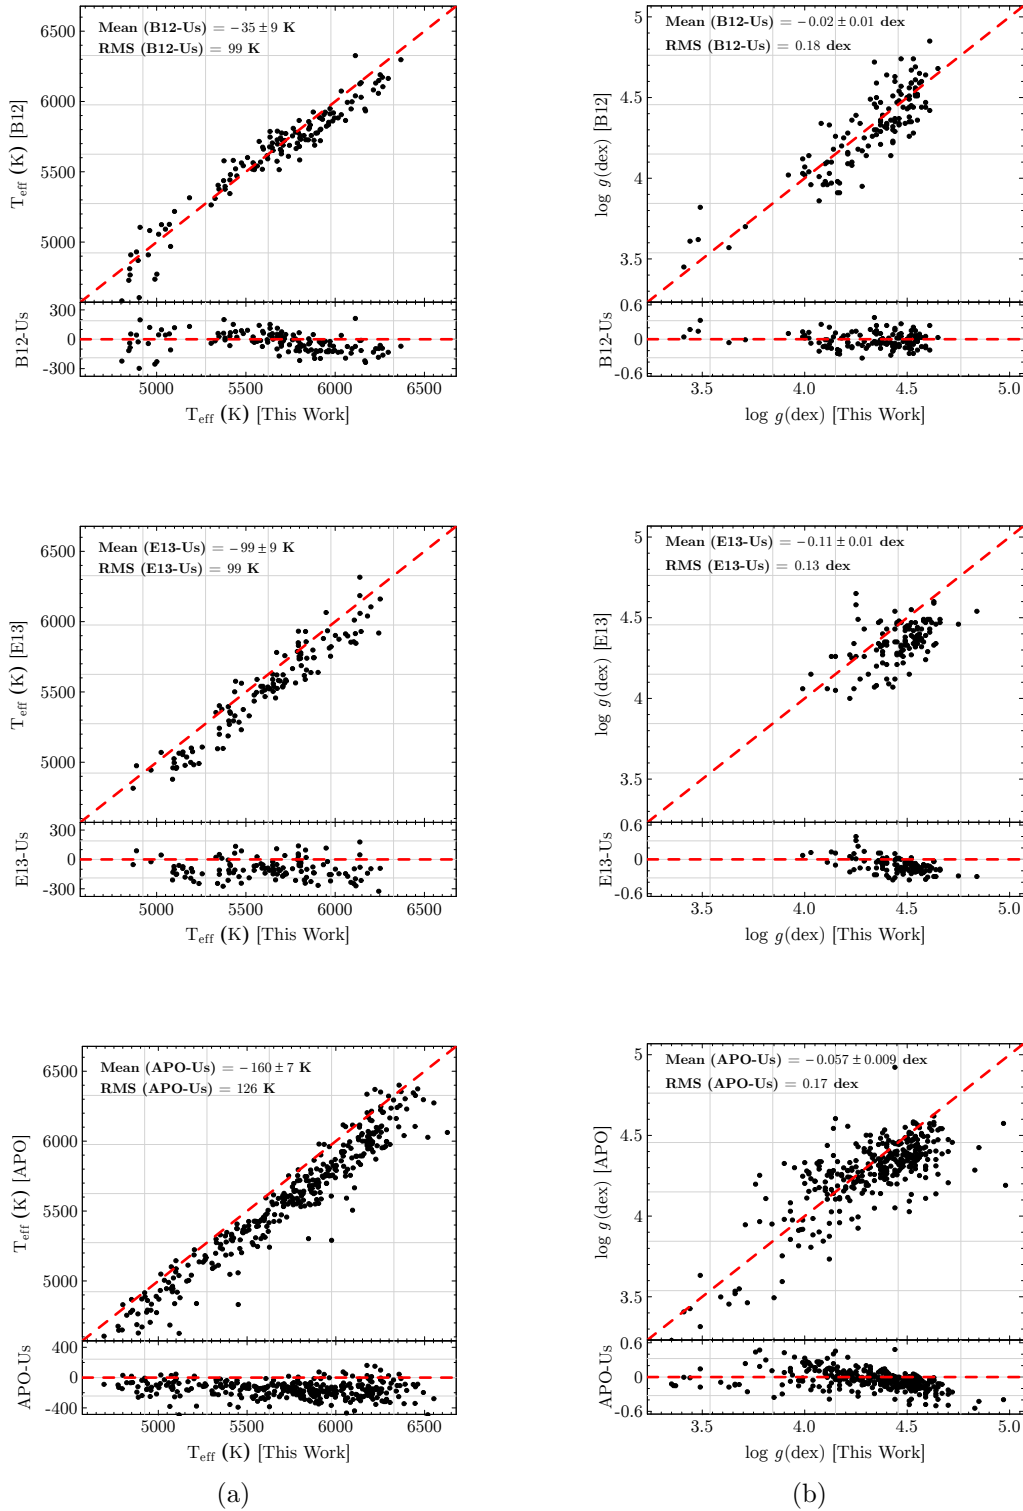 Mean (B12-Us) = −35 ± 9 K
RMS (B12-Us) = 99 K
6500
6000
5500
5000
T_eff (K) [B12]
300
0
-300
B12-Us
5000 5500 6000 6500
T_eff (K) [This Work]
Mean (B12-Us) = −0.02 ± 0.01 dex
RMS (B12-Us) = 0.18 dex
5
4.5
4
3.5
log g(dex) [B12]
0.6
0
-0.6
B12-Us
3.5 4.0 4.5 5.0
log g(dex) [This Work]
Mean (E13-Us) = −99 ± 9 K
RMS (E13-Us) = 99 K
6500
6000
5500
5000
T_eff (K) [E13]
300
0
-300
E13-Us
5000 5500 6000 6500
T_eff (K) [This Work]
Mean (E13-Us) = −0.11 ± 0.01 dex
RMS (E13-Us) = 0.13 dex
5
4.5
4
3.5
log g(dex) [E13]
0.6
0
-0.6
E13-Us
3.5 4.0 4.5 5.0
log g(dex) [This Work]
Mean (APO-Us) = −160 ± 7 K
RMS (APO-Us) = 126 K
6500
6000
5500
5000
T_eff (K) [APO]
400
0
-400
APO-Us
5000 5500 6000 6500
T_eff (K) [This Work]
(a)
Mean (APO-Us) = −0.057 ± 0.009 dex
RMS (APO-Us) = 0.17 dex
5
4.5
4
3.5
log g(dex) [APO]
0.6
0
-0.6
APO-Us
3.5 4.0 4.5 5.0
log g(dex) [This Work]
(b)